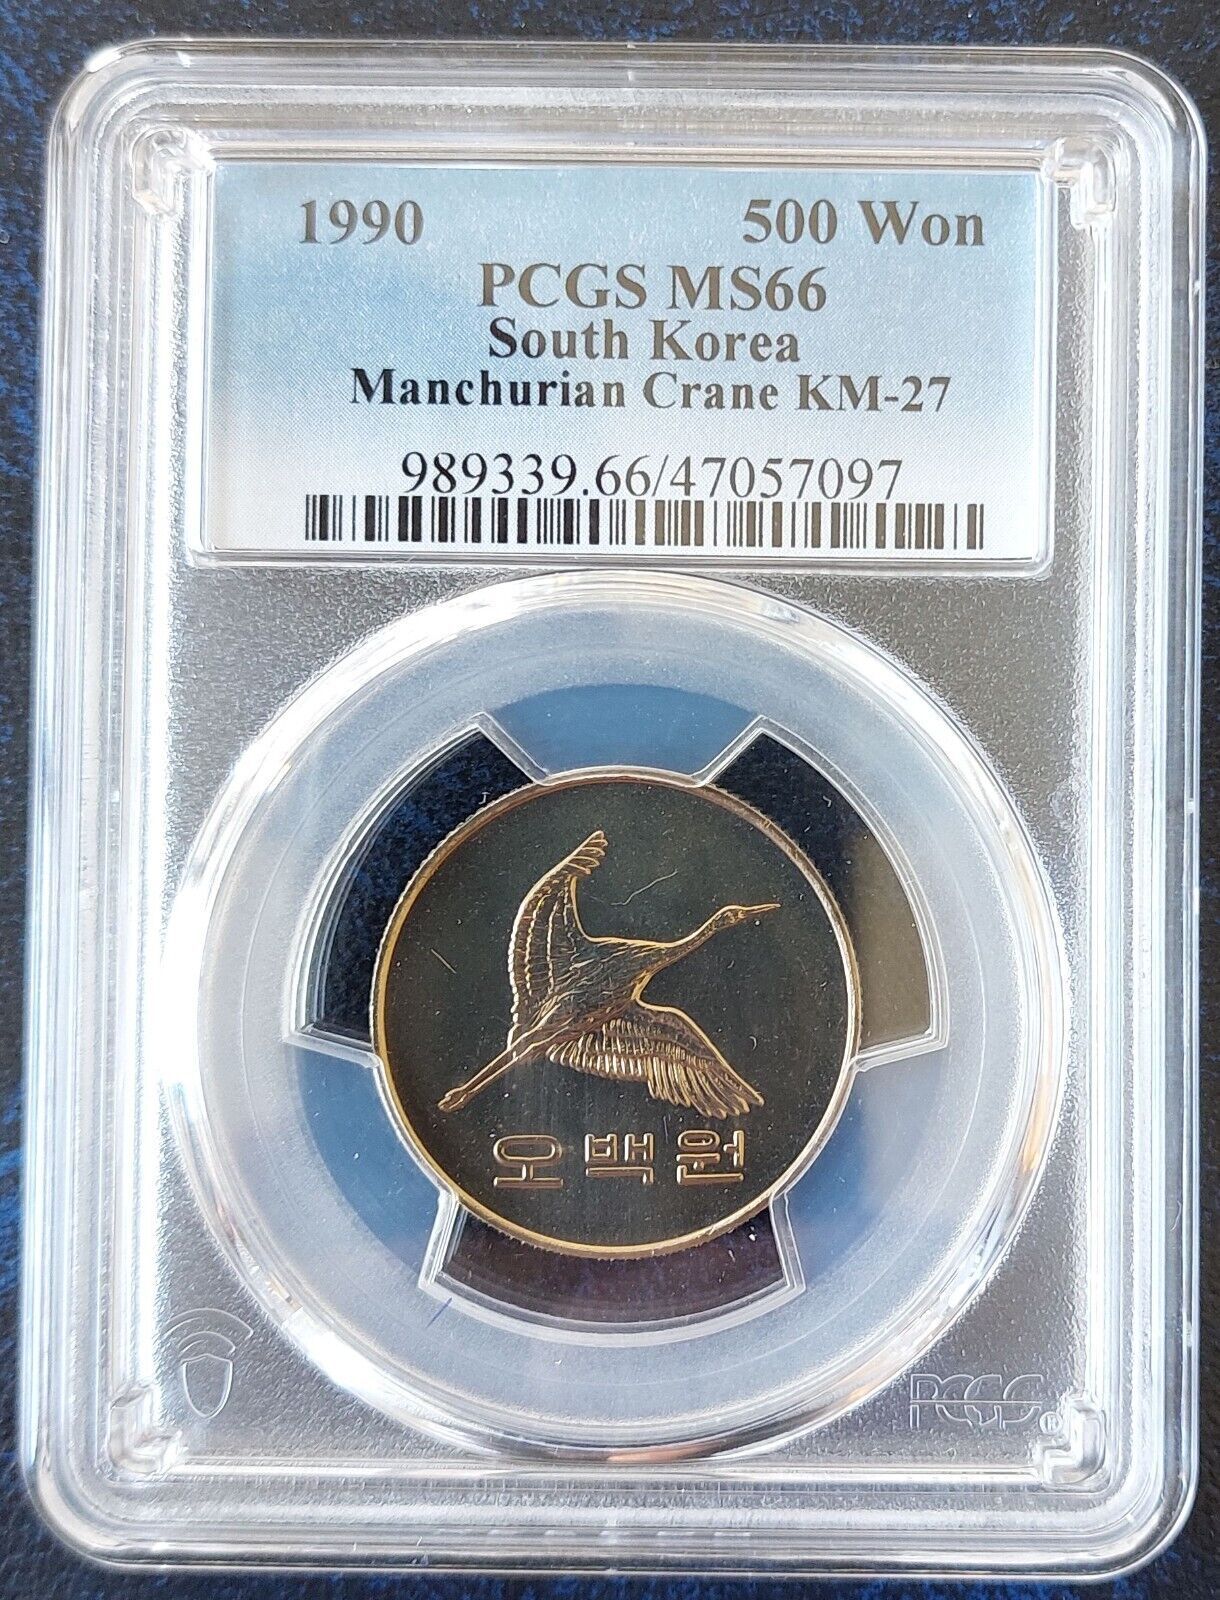 1990 500 Won
PCGS MS66
South Korea
Manchurian Crane KM-27
989339.66/47057097
오백원
PCGS®